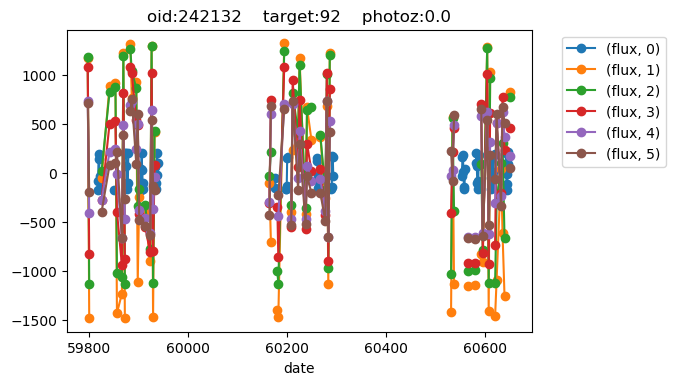 oid:242132    target:92    photoz:0.0
1000
500
0
−500
−1000
−1500
59800
60000
60200
60400
60600
date
(flux, 0)
(flux, 1)
(flux, 2)
(flux, 3)
(flux, 4)
(flux, 5)